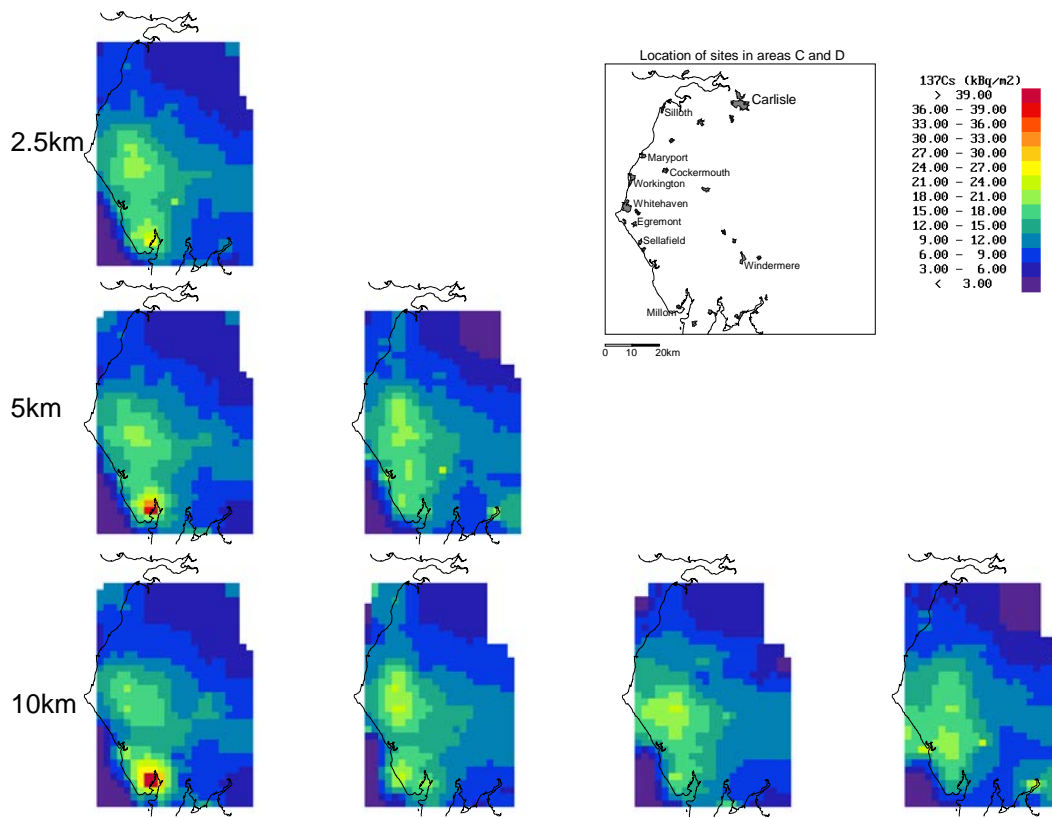 Location of sites in areas C and D
Carlisle
Silloth
Maryport
Cockermouth
Workington
Whitehaven
Egremont
Sellafield
Windermere
Millom
0 10 20km
137Cs (kBq/m2)
> 39.00
36.00 - 39.00
33.00 - 36.00
30.00 - 33.00
27.00 - 30.00
24.00 - 27.00
21.00 - 24.00
18.00 - 21.00
15.00 - 18.00
12.00 - 15.00
9.00 - 12.00
6.00 - 9.00
3.00 - 6.00
< 3.00
2.5km
5km
10km